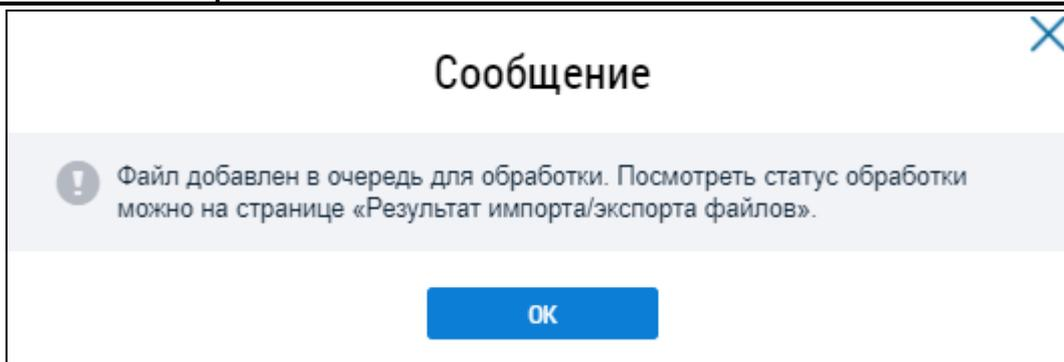 Сообщение
Файл добавлен в очередь для обработки. Посмотреть статус обработки
можно на странице «Результат импорта/экспорта файлов».
ОК